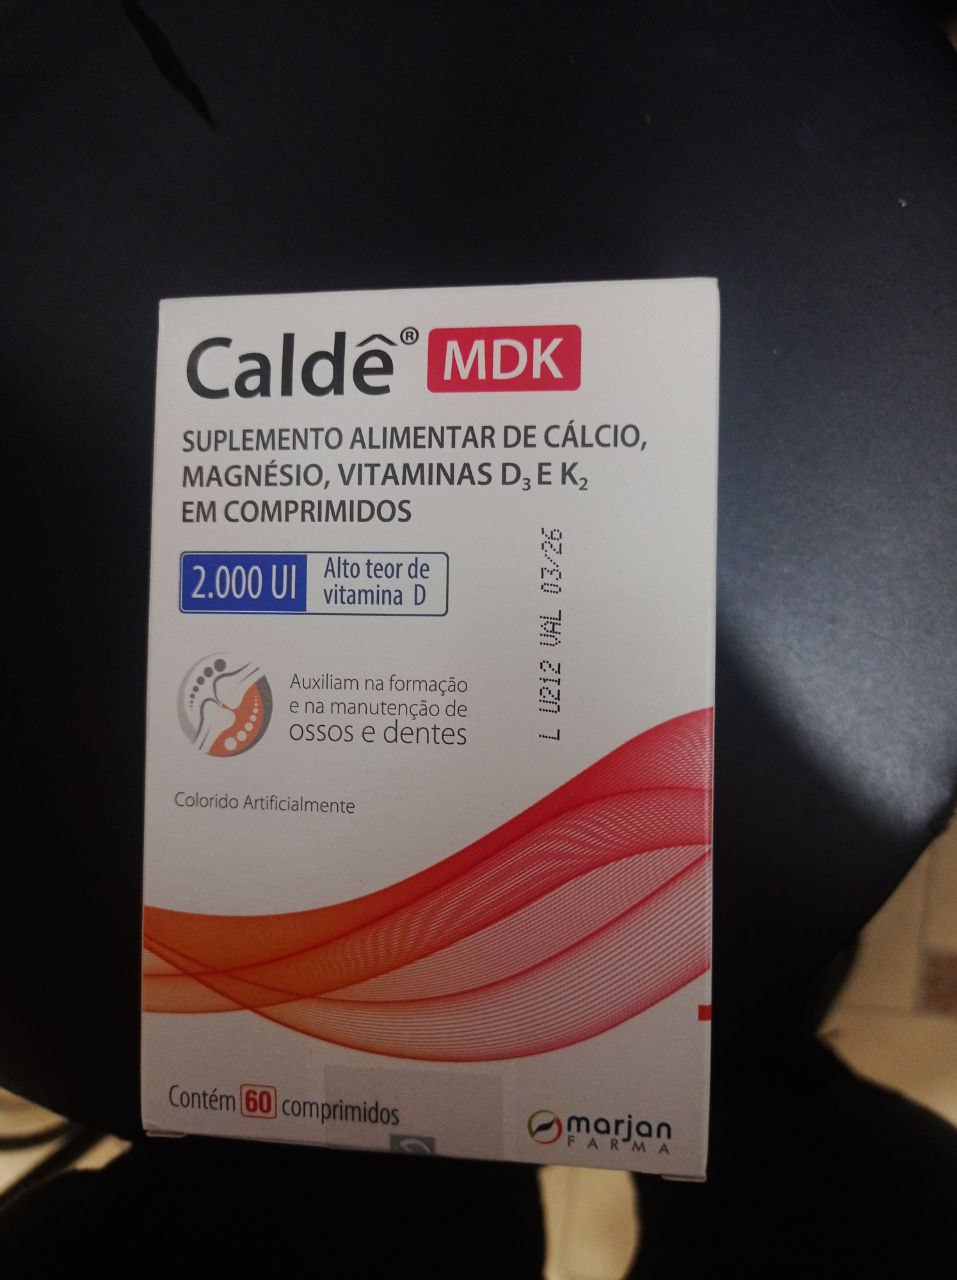 Caldê® MDK
SUPLEMENTO ALIMENTAR DE CÁLCIO,
MAGNÉSIO, VITAMINAS D₃ E K₂
EM COMPRIMIDOS
2.000 UI
Alto teor de
vitamina D
L U212 VAL 03/26
Auxiliam na formação
e na manutenção de
ossos e dentes
Colorido Artificialmente
Contém 60 comprimidos
marjan
FARMA